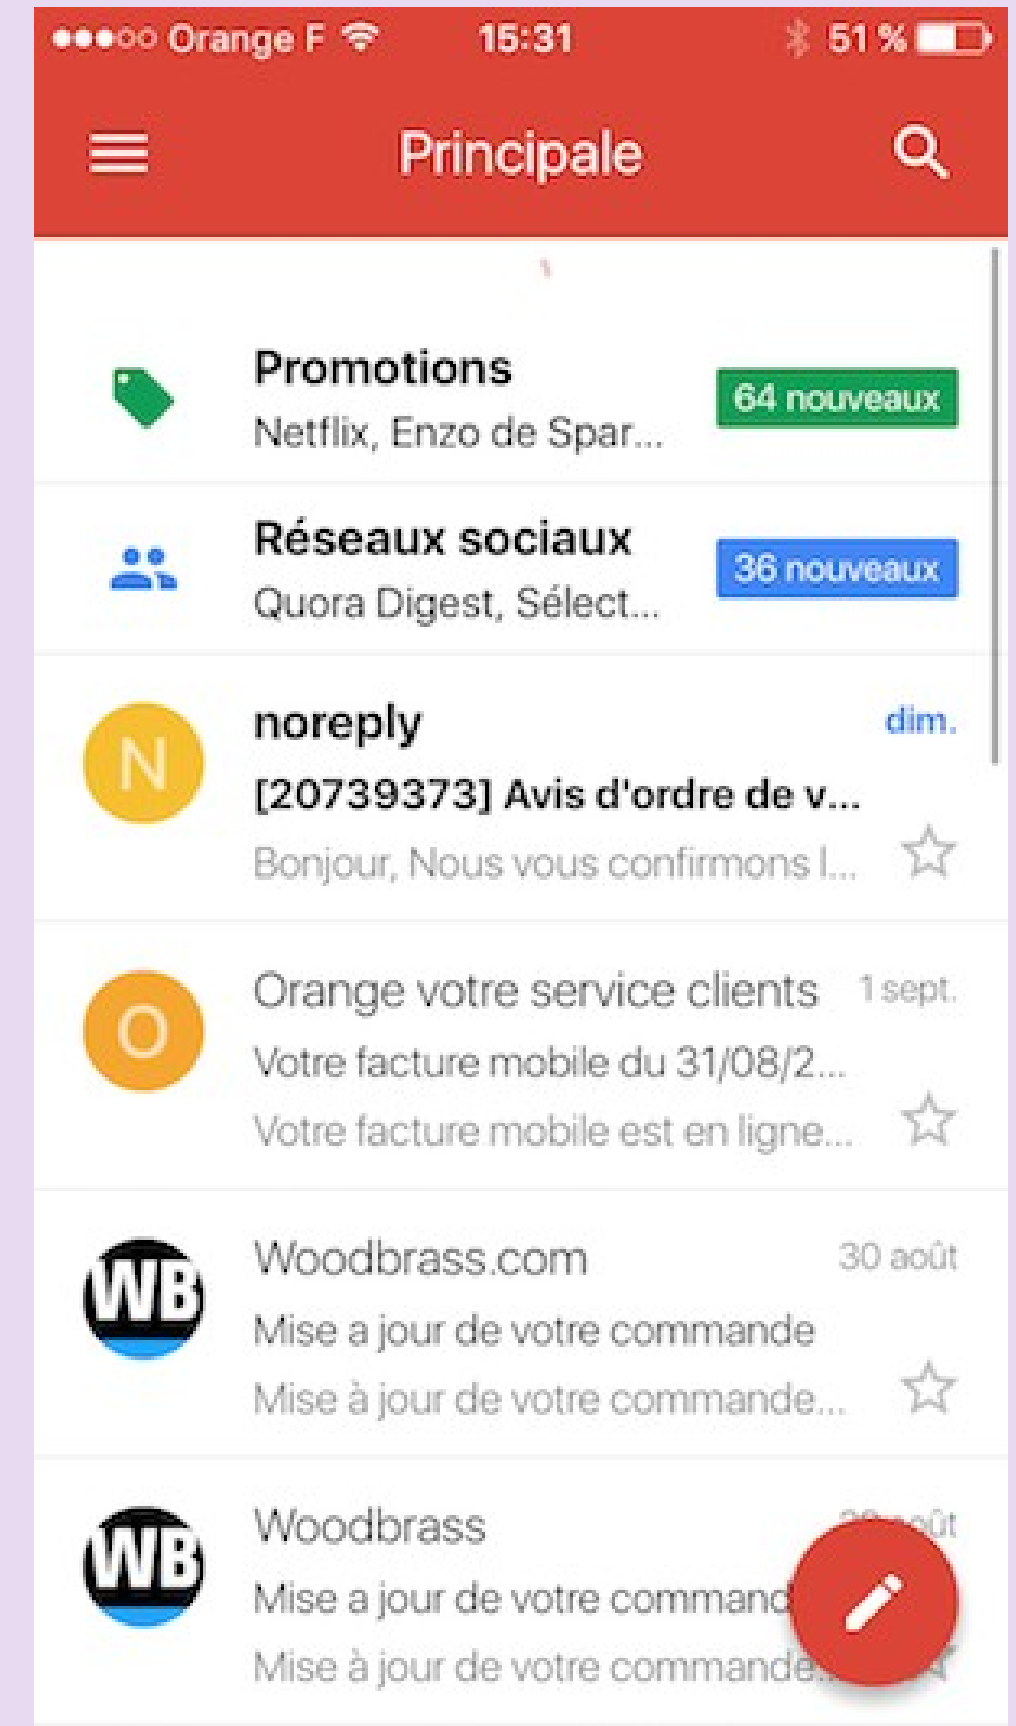 Orange F 15:31 51 %
Principale
Promotions
Netflix, Enzo de Spar... 64 nouveaux
Réseaux sociaux
Quora Digest, Sélect... 36 nouveaux
N noreply dim.
[20739373] Avis d'ordre de v...
Bonjour, Nous vous confirmons l...
O Orange votre service clients 1 sept.
Votre facture mobile du 31/08/2...
Votre facture mobile est en ligne...
WB Woodbrass.com 30 août
Mise a jour de votre commande
Mise à jour de votre commande...
WB Woodbrass
Mise a jour de votre command
Mise à jour de votre commande...